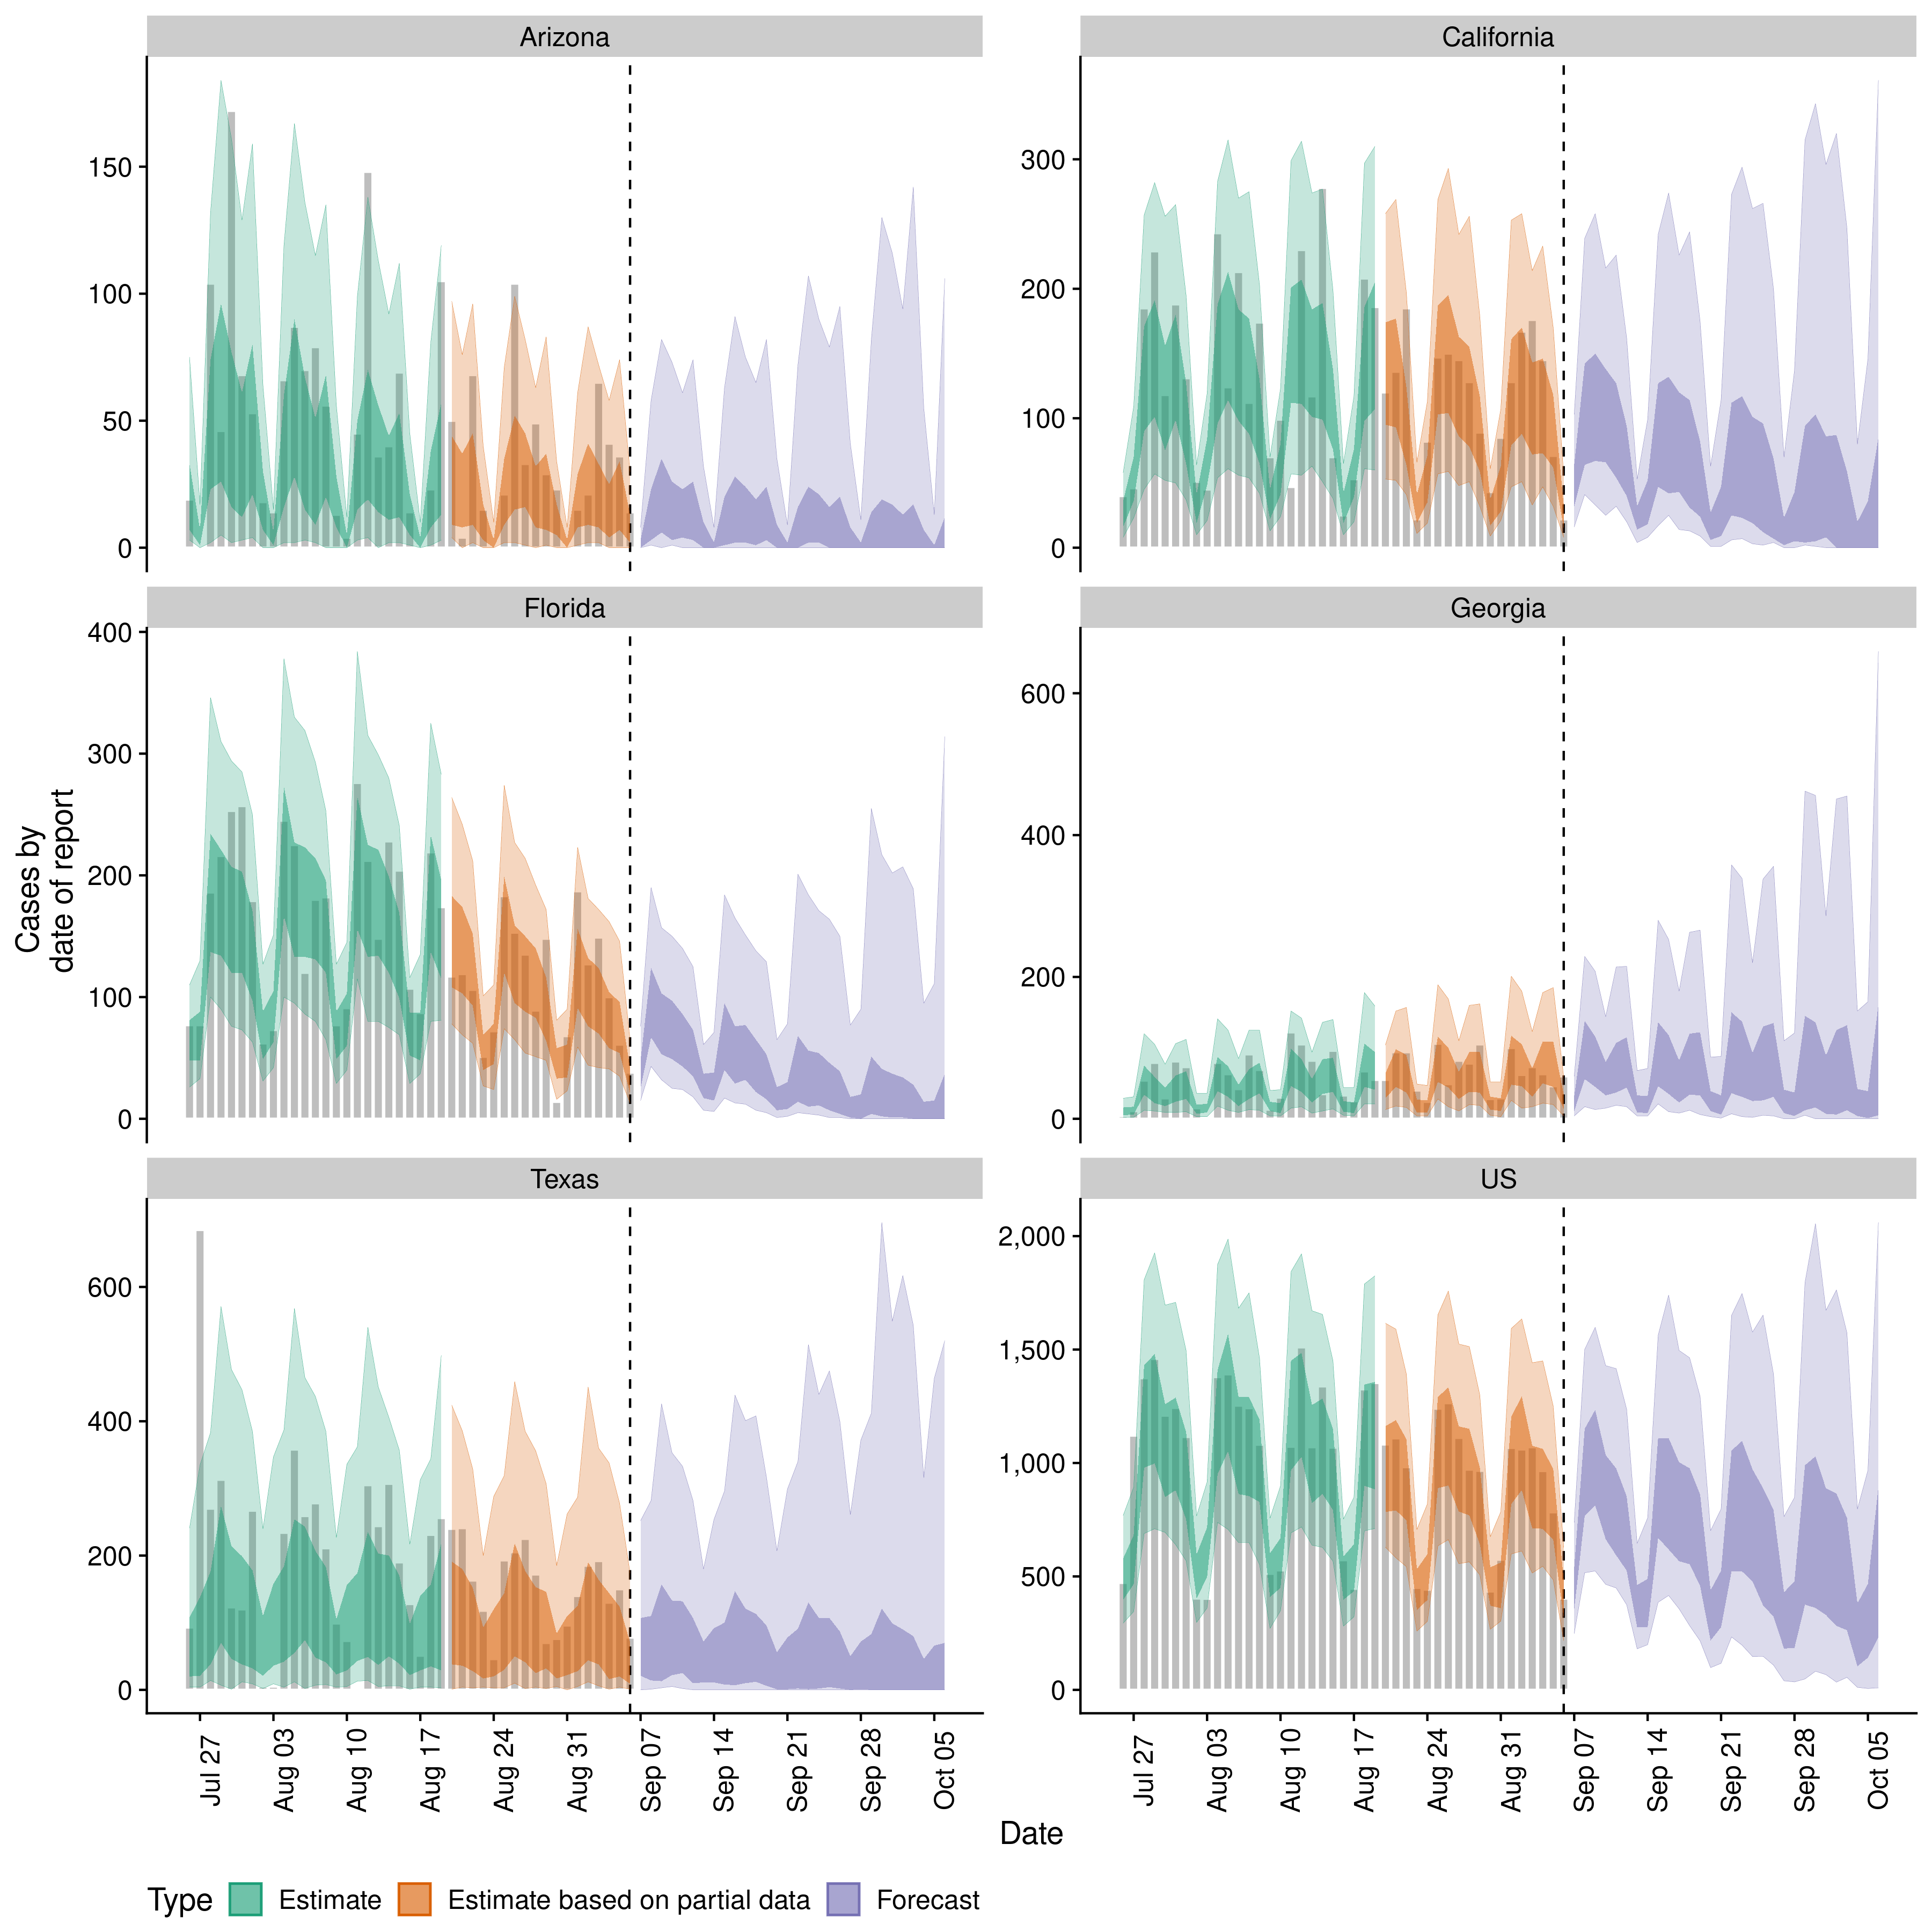 Arizona
California
150
100
50
0
300
200
100
0
Florida
Georgia
400
300
200
100
0
600
400
200
0
Cases by
date of report
Texas
US
600
400
200
0
2,000
1,500
1,000
500
0
Jul 27
Aug 03
Aug 10
Aug 17
Aug 24
Aug 31
Sep 07
Sep 14
Sep 21
Sep 28
Oct 05
Jul 27
Aug 03
Aug 10
Aug 17
Aug 24
Aug 31
Sep 07
Sep 14
Sep 21
Sep 28
Oct 05
Date
Type Estimate Estimate based on partial data Forecast